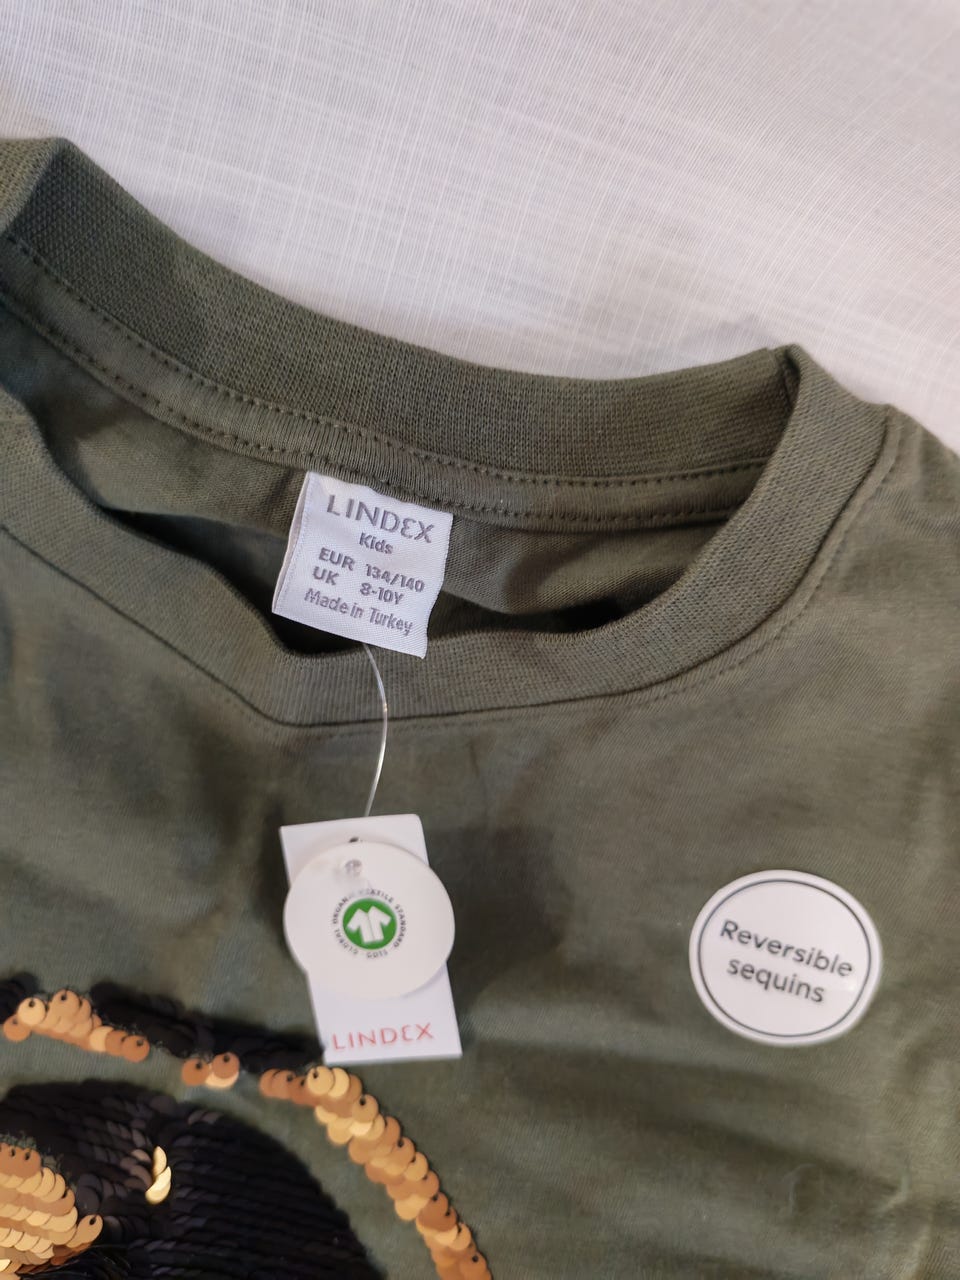 LINDEX
Kids
EUR 134/140
UK 8-10Y
Made in Turkey
GLOBAL ORGANIC TEXTILE STANDARD · GOTS ·
LINDEX
Reversible
sequins